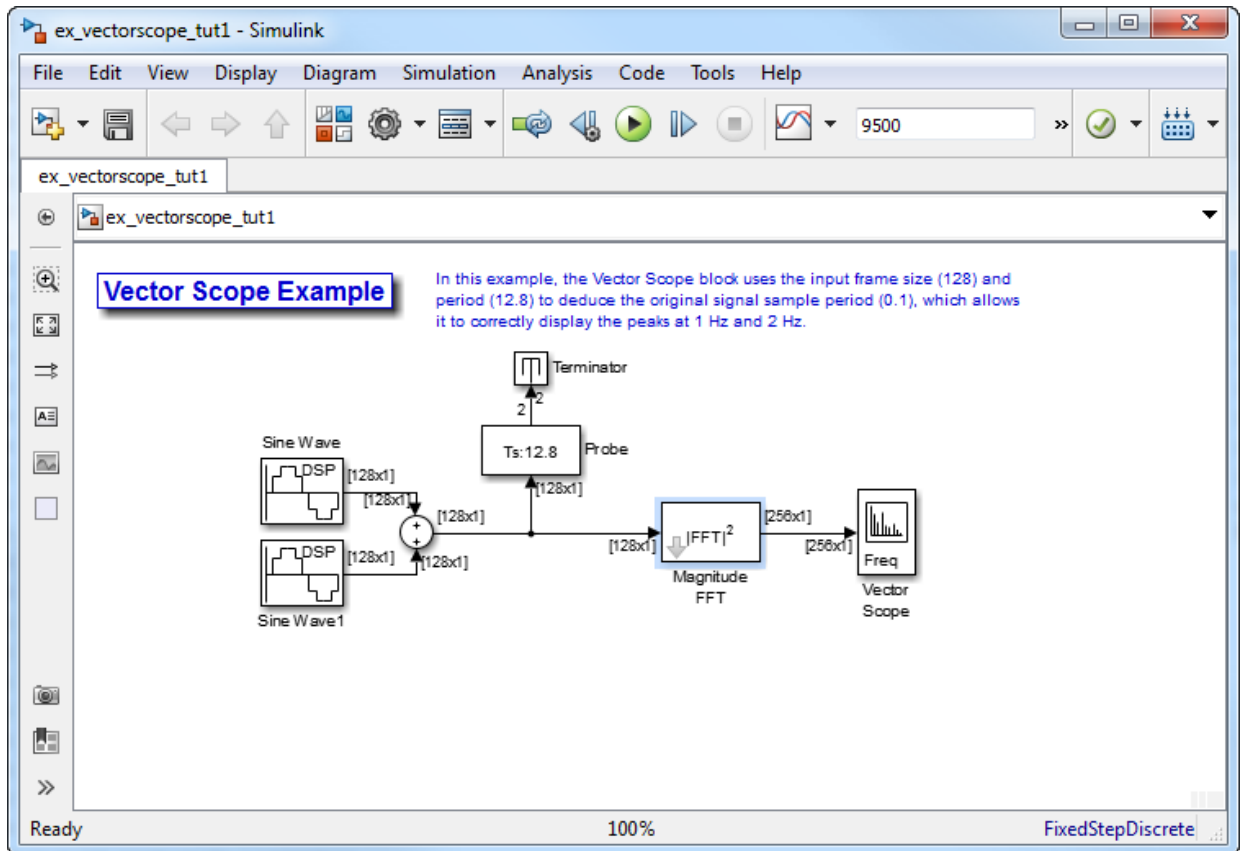 ex_vectorscope_tut1 - Simulink
File Edit View Display Diagram Simulation Analysis Code Tools Help
9500 »
ex_vectorscope_tut1
ex_vectorscope_tut1
Vector Scope Example
In this example, the Vector Scope block uses the input frame size (128) and
period (12.8) to deduce the original signal sample period (0.1), which allows
it to correctly display the peaks at 1 Hz and 2 Hz.
Terminator
2
2
Ts:12.8
Probe
[128x1]
Sine Wave
DSP
[128x1]
[128x1]
+
+
[128x1]
DSP
[128x1]
[128x1]
Sine Wave1
[128x1]
|FFT|²
Magnitude
FFT
[256x1]
[256x1]
Freq
Vector
Scope
Ready 100% FixedStepDiscrete